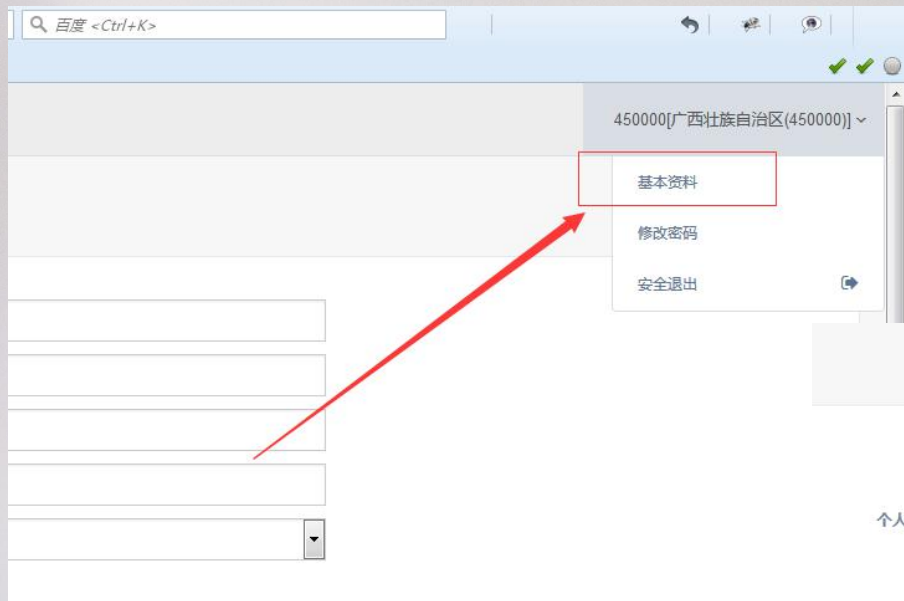 百度 <Ctrl+K>
450000[广西壮族自治区(450000)]
基本资料
修改密码
安全退出
个人